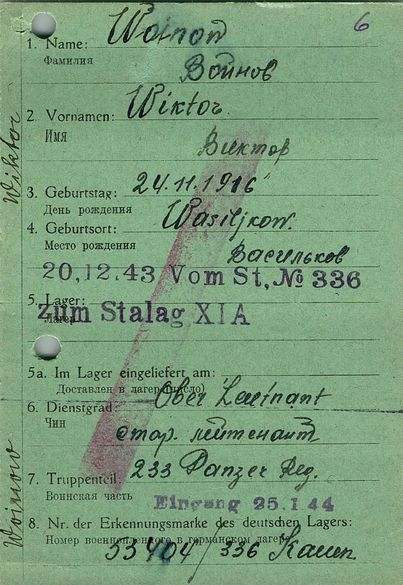 6
1. Name: Woinow
Фамилия
Воинов
2. Vornamen: Wiktor
Имя
Виктор
3. Geburtstag: 24.11.1916
День рождения
4. Geburtsort: Wasiljkow.
Место рождения
Васильков
20.12.43 Vom St. № 336
5. Lager:
Лагерь
zum Stalag XIA
5a. Im Lager eingeliefert am:
Доставлен в лагерь (число)
6. Dienstgrad: Ober Leutnant
Чин
стар. лейтенант
7. Truppenteil: 233 Panzer Reg.
Воинская часть
Eingang 25.1.44
8. Nr. der Erkennungsmarke des deutschen Lagers:
Номер военнопленного в германском лагере
53404/336 Kauen
Wiktor
Woinow